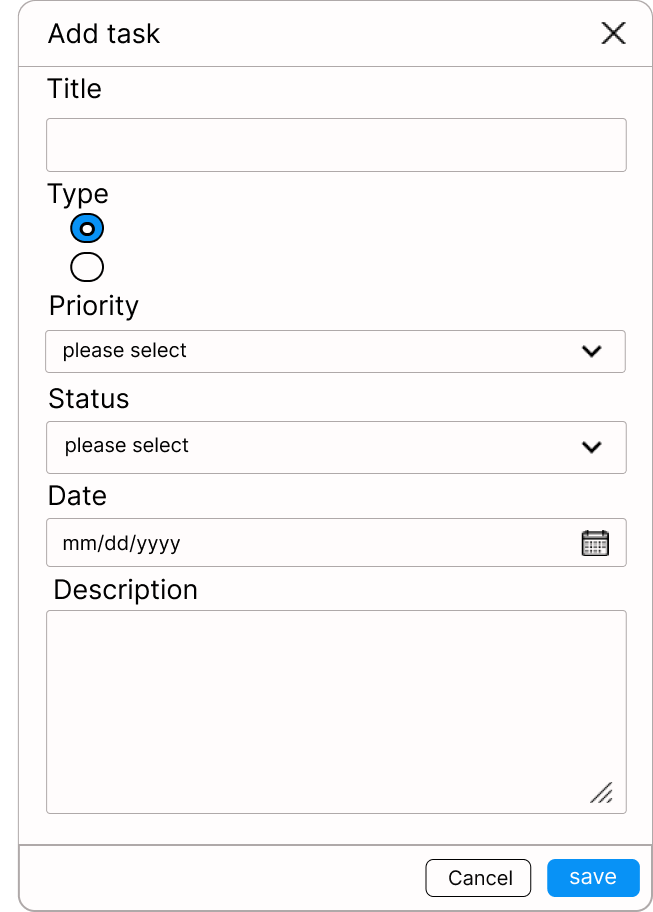 Add task
Title
Type
Priority
please select
Status
please select
Date
mm/dd/yyyy
Description
Cancel
save